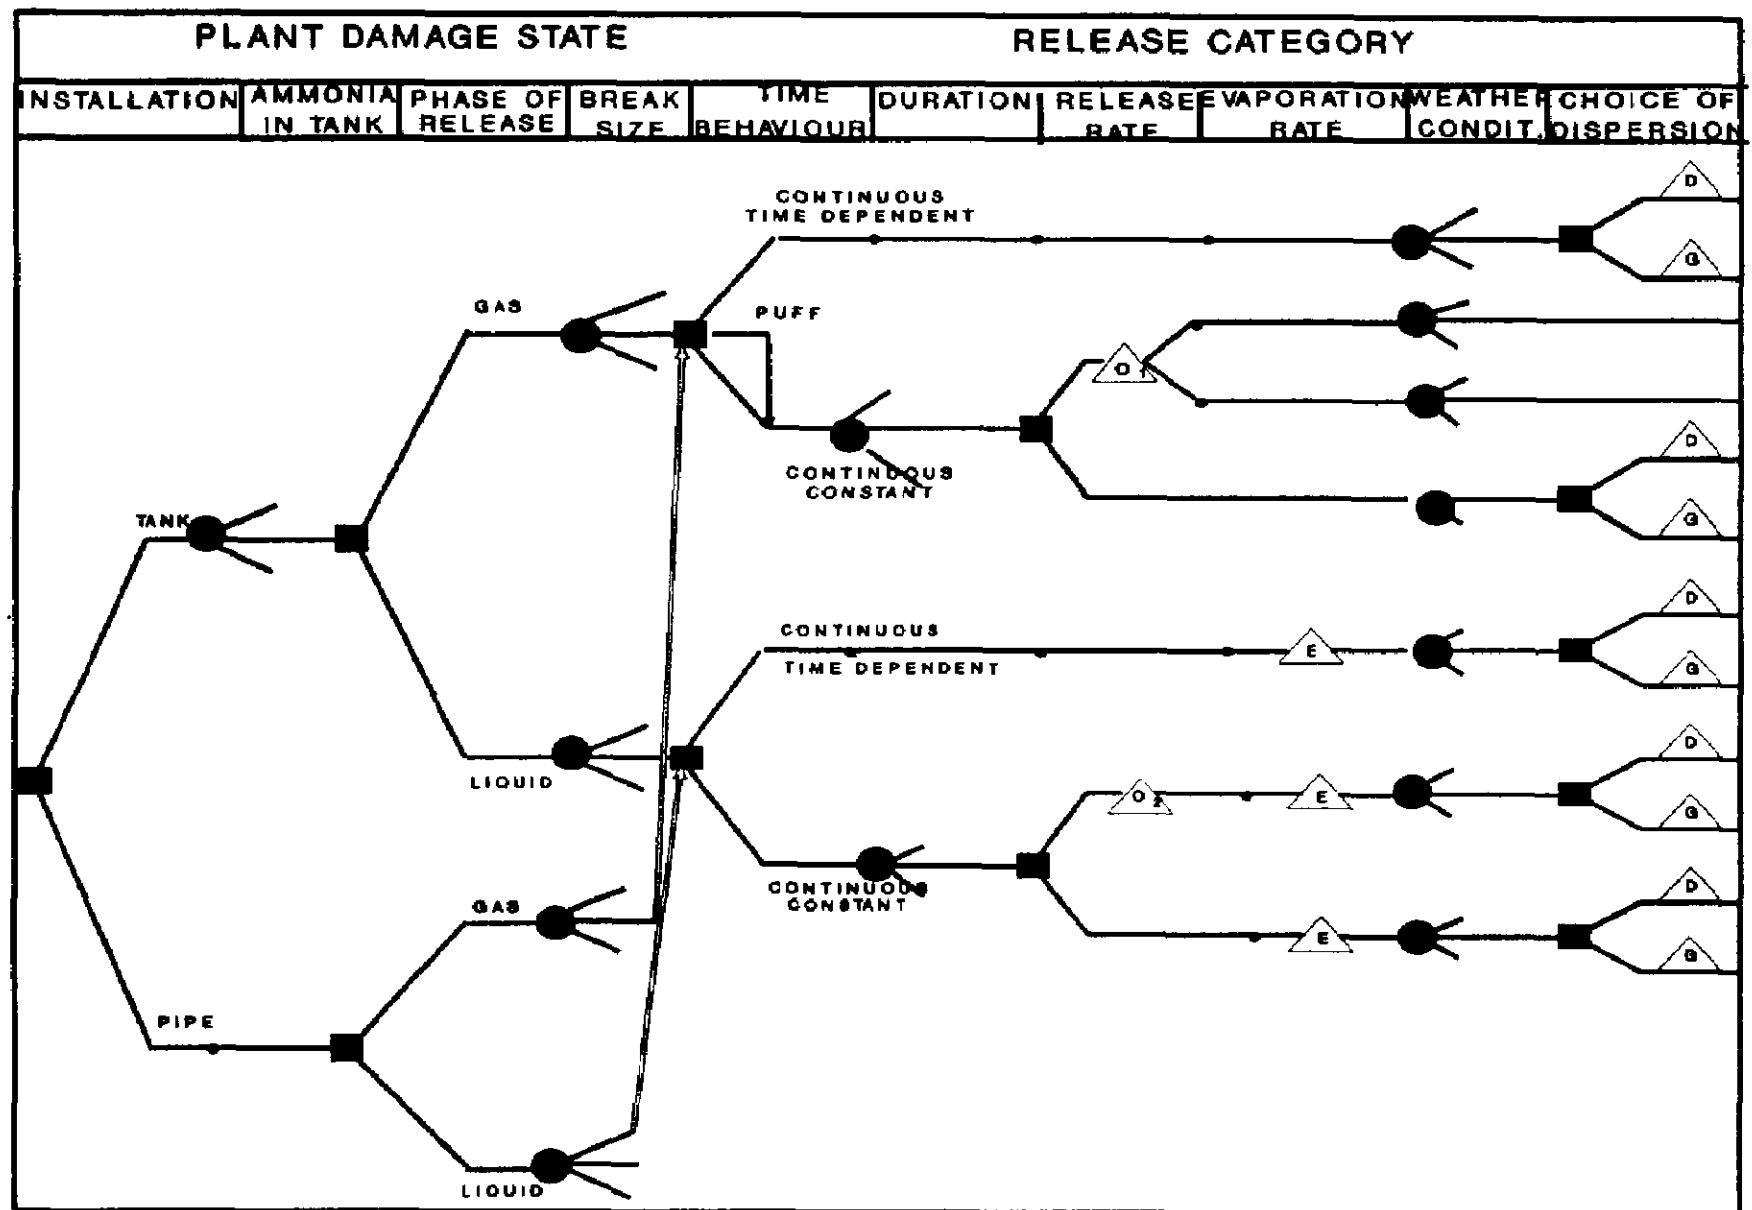 PLANT DAMAGE STATE
RELEASE CATEGORY
INSTALLATION
AMMONIA
IN TANK
PHASE OF
RELEASE
BREAK
SIZE
TIME
BEHAVIOUR
DURATION
RELEASE
RATE
EVAPORATION
RATE
WEATHER
CONDIT.
CHOICE OF
DISPERSION
D
CONTINUOUS
TIME DEPENDENT
G
GAS
PUFF
O1
D
CONTINUOUS
CONSTANT
TANK
G
D
CONTINUOUS
TIME DEPENDENT
E
G
D
LIQUID
O2
E
G
CONTINUOUS
CONSTANT
D
GAS
E
G
PIPE
LIQUID